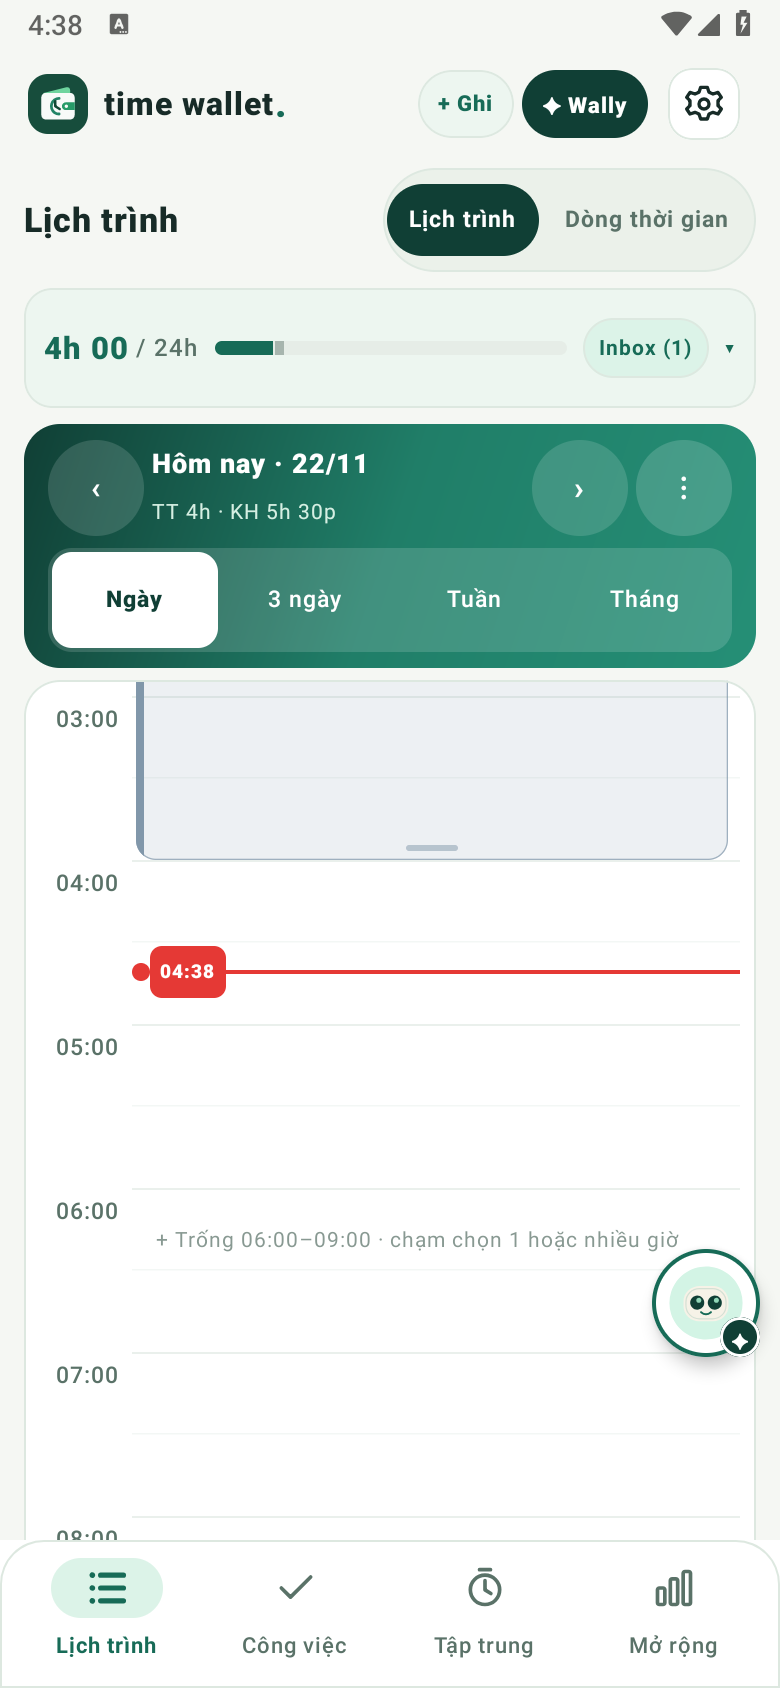 4:38
A
time wallet.
+ Ghi
Wally
Lịch trình
Lịch trình
Dòng thời gian
4h 00 / 24h
Inbox (1)
Hôm nay · 22/11
TT 4h · KH 5h 30p
Ngày
3 ngày
Tuần
Tháng
03:00
04:00
04:38
05:00
06:00
+ Trống 06:00–09:00 · chạm chọn 1 hoặc nhiều giờ
07:00
08:00
Lịch trình
Công việc
Tập trung
Mở rộng